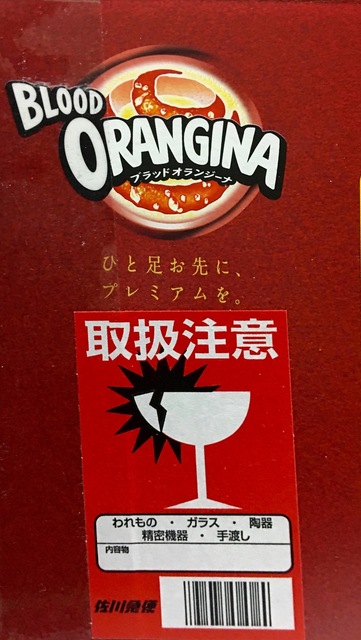 BLOOD
ORANGINA
ブラッドオランジーナ
ひと足お先に、
プレミアムを。
取扱注意
われもの ・ ガラス ・ 陶器
精密機器 ・ 手渡し
内容物
佐川急便